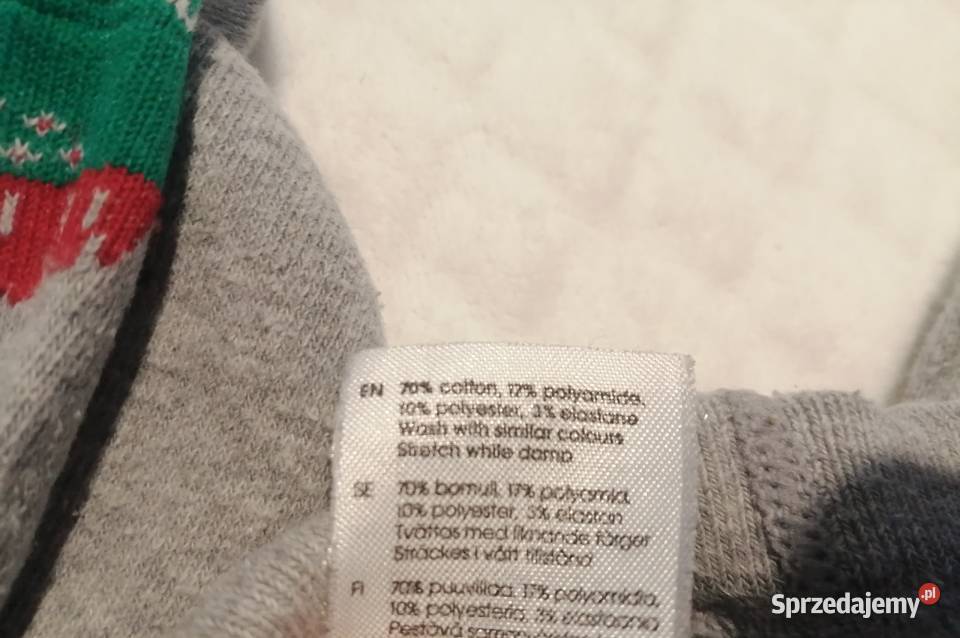 EN 70% cotton, 17% polyamide,
10% polyester, 3% elastane
Wash with similar colours
Stretch while damp
SE 70% bomull, 17% polyamid,
10% polyester, 3% elastan
Tvättas med liknande färger
Sträckes i vått tillstånd
FI 70% puuvillaa, 17% polyamidia,
10% polyesteria, 3% elastaania
Pestävä
Sprzedajemy.pl